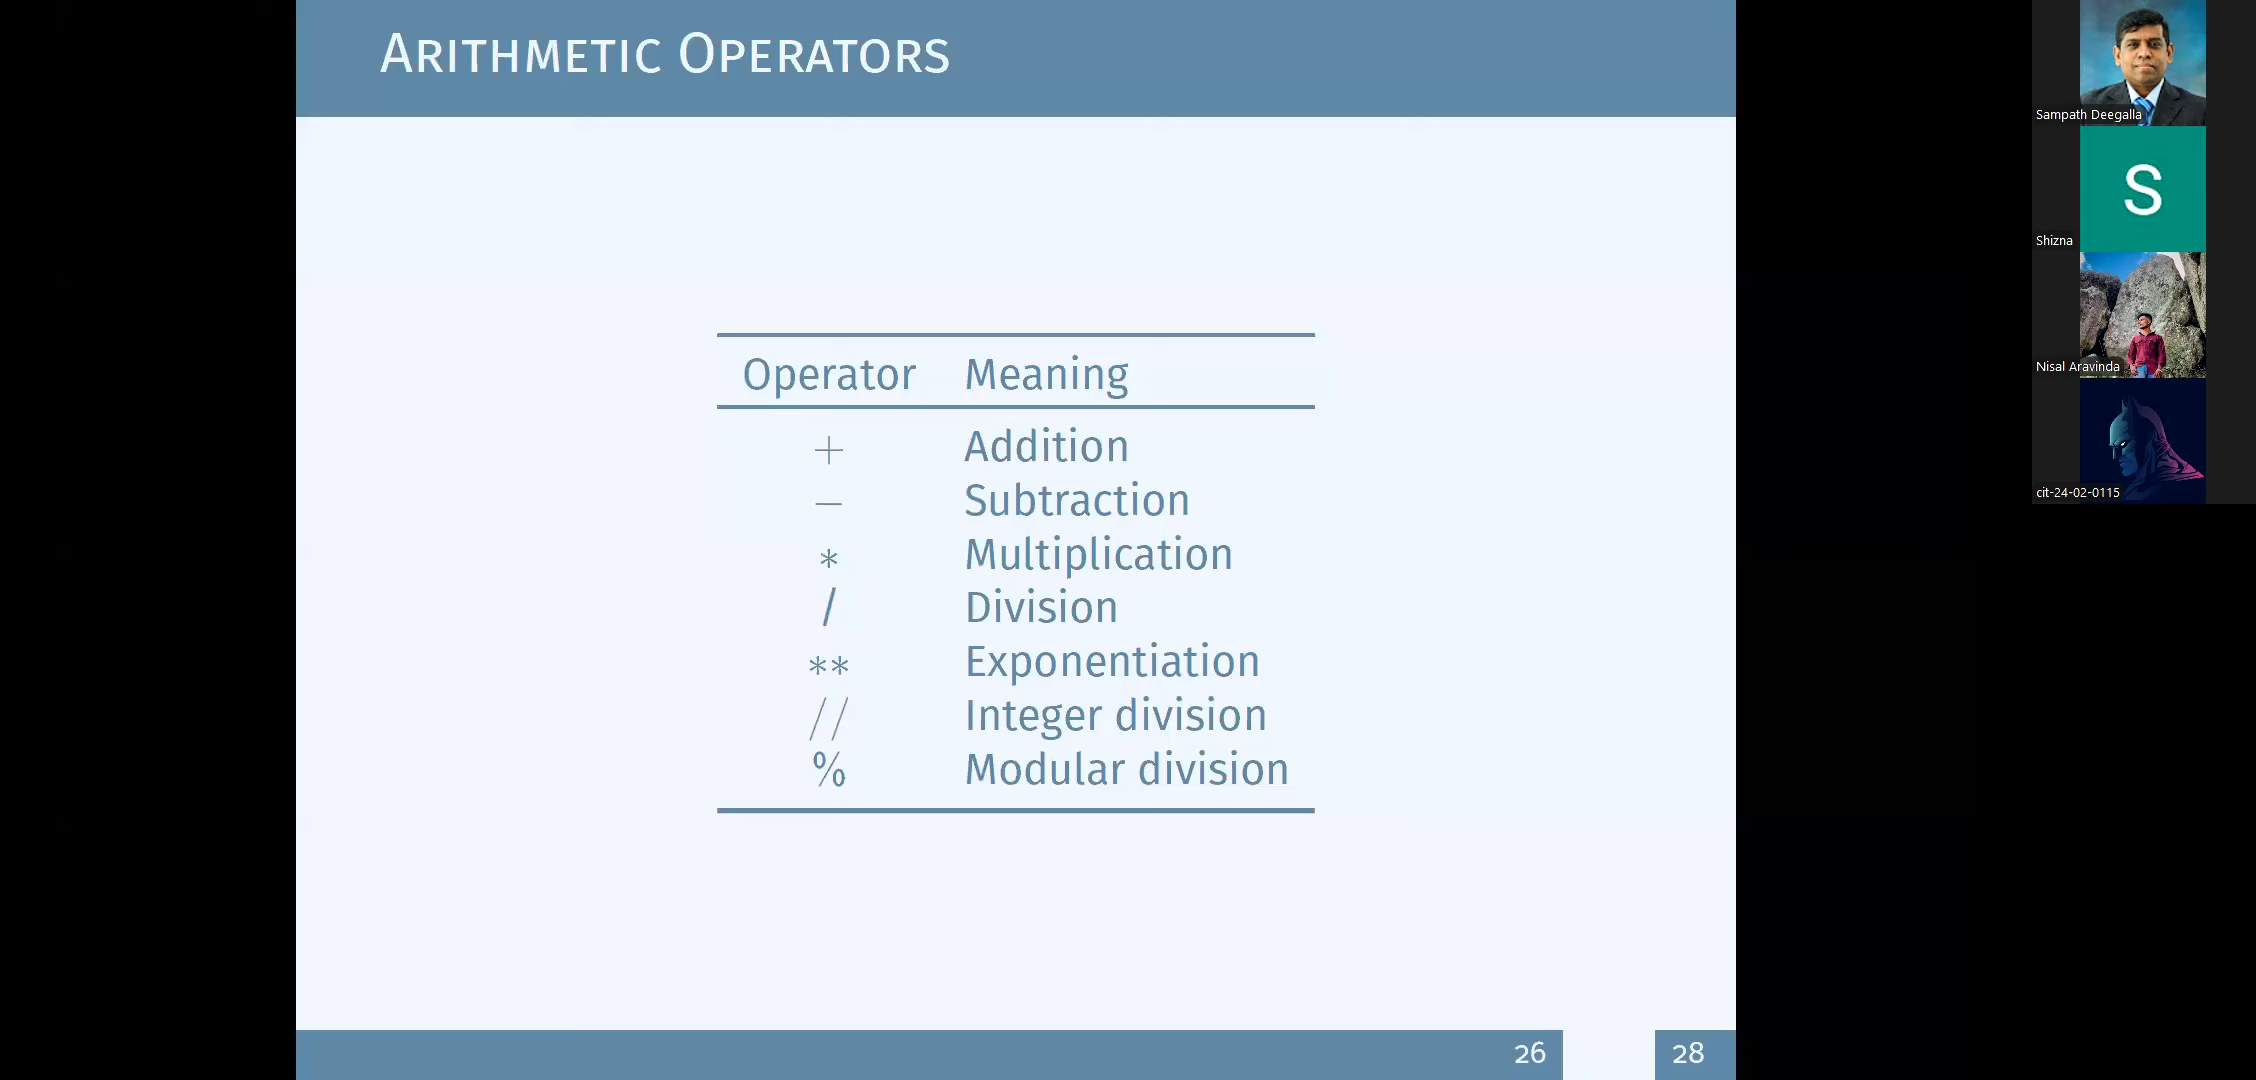 ARITHMETIC OPERATORS
Operator Meaning
+ Addition
− Subtraction
* Multiplication
/ Division
** Exponentiation
// Integer division
% Modular division
26 28
Sampath Deegalla
S
Shizna
Nisal Aravinda
cit-24-02-0115